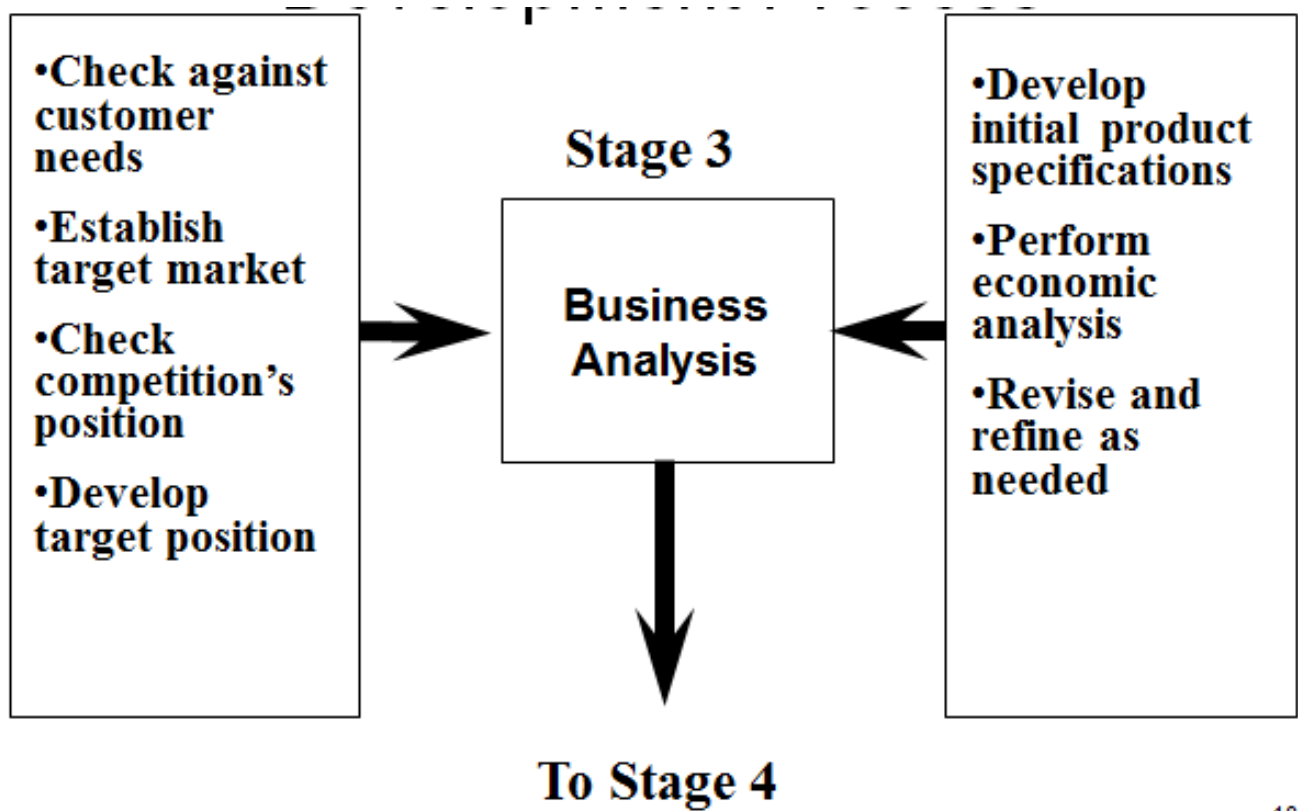 •Check against
customer
needs
•Establish
target market
•Check
competition's
position
•Develop
target position
Stage 3
Business
Analysis
To Stage 4
•Develop
initial product
specifications
•Perform
economic
analysis
•Revise and
refine as
needed